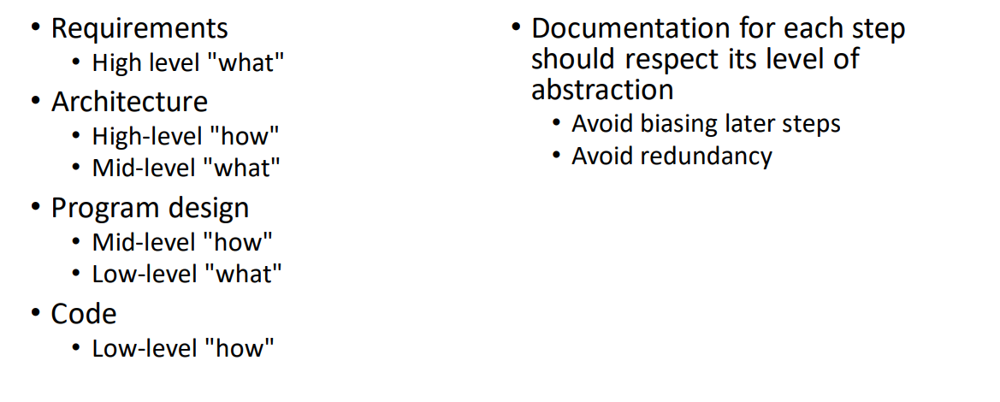 • Requirements
• High level "what"
• Architecture
• High-level "how"
• Mid-level "what"
• Program design
• Mid-level "how"
• Low-level "what"
• Code
• Low-level "how"
• Documentation for each step
should respect its level of
abstraction
• Avoid biasing later steps
• Avoid redundancy